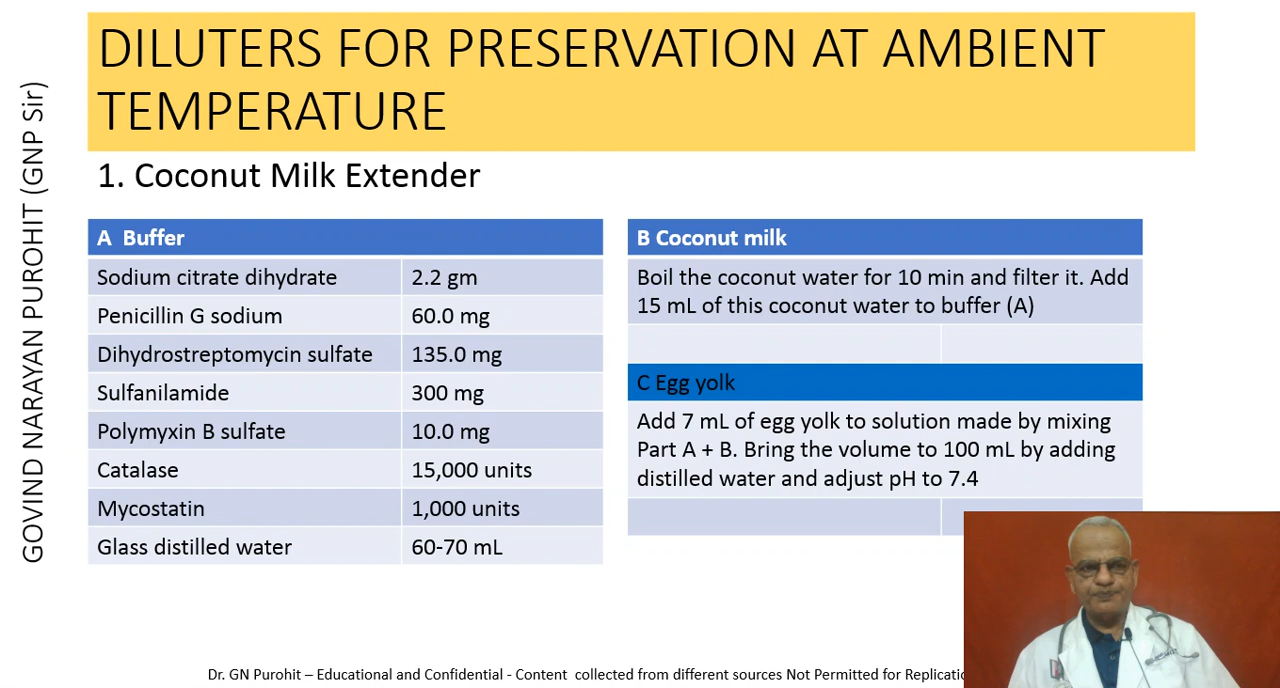 DILUTERS FOR PRESERVATION AT AMBIENT
TEMPERATURE
GOVIND NARAYAN PUROHIT (GNP Sir)
1. Coconut Milk Extender
A Buffer
Sodium citrate dihydrate 2.2 gm
Penicillin G sodium 60.0 mg
Dihydrostreptomycin sulfate 135.0 mg
Sulfanilamide 300 mg
Polymyxin B sulfate 10.0 mg
Catalase 15,000 units
Mycostatin 1,000 units
Glass distilled water 60-70 mL
B Coconut milk
Boil the coconut water for 10 min and filter it. Add
15 mL of this coconut water to buffer (A)
C Egg yolk
Add 7 mL of egg yolk to solution made by mixing
Part A + B. Bring the volume to 100 mL by adding
distilled water and adjust pH to 7.4
Dr. GN Purohit – Educational and Confidential - Content collected from different sources Not Permitted for